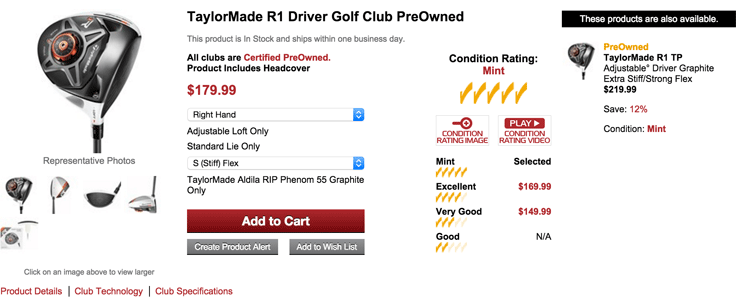 TaylorMade R1 Driver Golf Club PreOwned
This product is In Stock and ships within one business day.
All clubs are Certified PreOwned.
Product Includes Headcover
$179.99
Right Hand
Adjustable Loft Only
Standard Lie Only
S (Stiff) Flex
TaylorMade Aldila RIP Phenom 55 Graphite
Only
Add to Cart
Create Product Alert
Add to Wish List
Representative Photos
Click on an image above to view larger
Product Details | Club Technology | Club Specifications
Condition Rating:
Mint
CONDITION
RATING IMAGE
PLAY
CONDITION
RATING VIDEO
Mint Selected
Excellent $169.99
Very Good $149.99
Good N/A
These products are also available.
PreOwned
TaylorMade R1 TP
Adjustable° Driver Graphite
Extra Stiff/Strong Flex
$219.99
Save: 12%
Condition: Mint